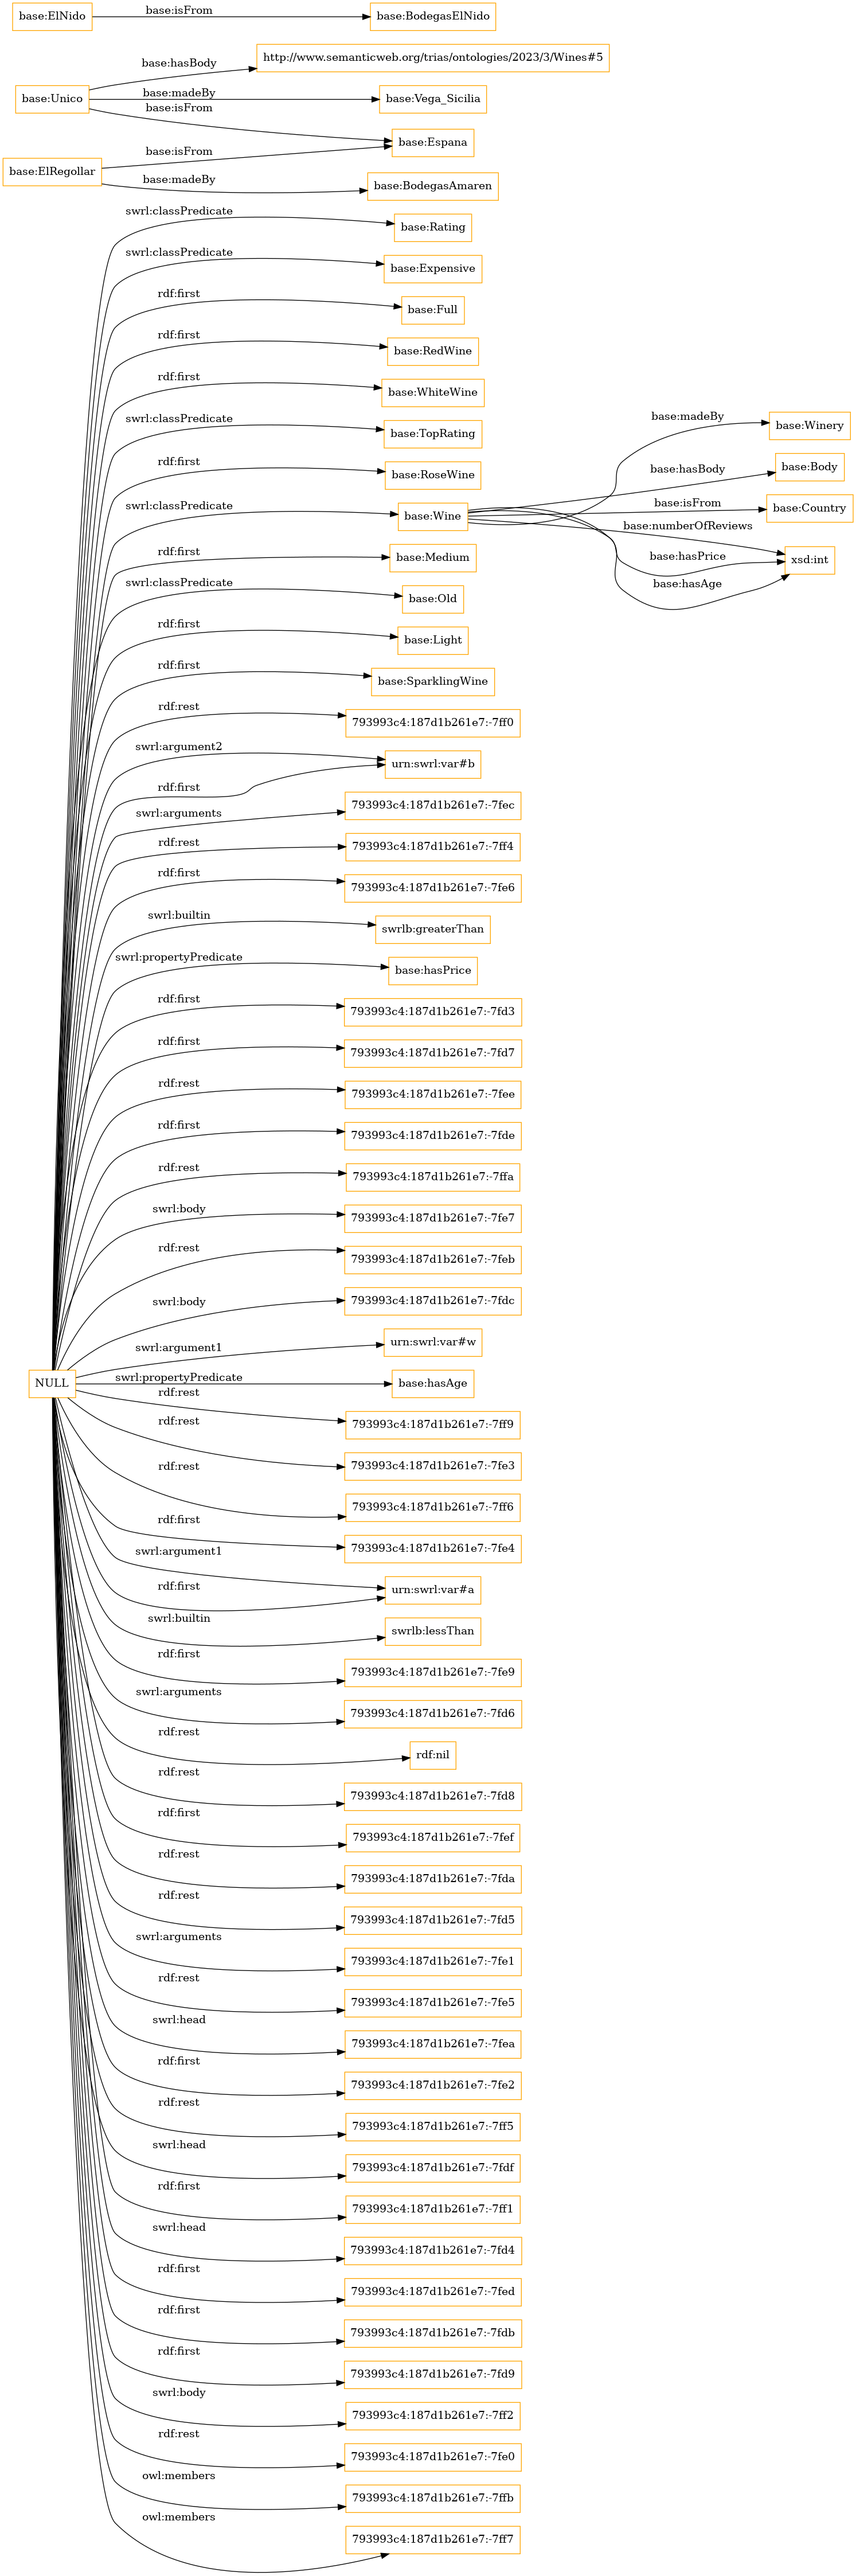 base:ElNido
base:isFrom
base:BodegasElNido
base:hasBody
http://www.semanticweb.org/trias/ontologies/2023/3/Wines#5
base:Unico
base:madeBy
base:Vega_Sicilia
base:isFrom
base:Espana
base:isFrom
base:ElRegollar
base:madeBy
base:BodegasAmaren
swrl:classPredicate
base:Rating
swrl:classPredicate
base:Expensive
rdf:first
base:Full
rdf:first
base:RedWine
rdf:first
base:WhiteWine
swrl:classPredicate
base:TopRating
rdf:first
base:RoseWine
swrl:classPredicate
base:Wine
base:madeBy
base:Winery
base:hasBody
base:Body
base:isFrom
base:Country
base:numberOfReviews
base:hasPrice
xsd:int
base:hasAge
rdf:first
base:Medium
swrl:classPredicate
base:Old
rdf:first
base:Light
rdf:first
base:SparklingWine
rdf:rest
793993c4:187d1b261e7:-7ff0
swrl:argument2
urn:swrl:var#b
rdf:first
swrl:arguments
793993c4:187d1b261e7:-7fec
rdf:rest
793993c4:187d1b261e7:-7ff4
rdf:first
793993c4:187d1b261e7:-7fe6
swrl:builtin
swrlb:greaterThan
swrl:propertyPredicate
base:hasPrice
rdf:first
793993c4:187d1b261e7:-7fd3
rdf:first
793993c4:187d1b261e7:-7fd7
rdf:rest
793993c4:187d1b261e7:-7fee
rdf:first
793993c4:187d1b261e7:-7fde
rdf:rest
793993c4:187d1b261e7:-7ffa
swrl:body
793993c4:187d1b261e7:-7fe7
rdf:rest
793993c4:187d1b261e7:-7feb
swrl:body
793993c4:187d1b261e7:-7fdc
swrl:argument1
urn:swrl:var#w
NULL
swrl:propertyPredicate
base:hasAge
rdf:rest
793993c4:187d1b261e7:-7ff9
rdf:rest
793993c4:187d1b261e7:-7fe3
rdf:rest
793993c4:187d1b261e7:-7ff6
rdf:first
793993c4:187d1b261e7:-7fe4
swrl:argument1
urn:swrl:var#a
rdf:first
swrl:builtin
swrlb:lessThan
rdf:first
793993c4:187d1b261e7:-7fe9
swrl:arguments
793993c4:187d1b261e7:-7fd6
rdf:rest
rdf:nil
rdf:rest
793993c4:187d1b261e7:-7fd8
rdf:first
793993c4:187d1b261e7:-7fef
rdf:rest
793993c4:187d1b261e7:-7fda
rdf:rest
793993c4:187d1b261e7:-7fd5
swrl:arguments
793993c4:187d1b261e7:-7fe1
rdf:rest
793993c4:187d1b261e7:-7fe5
swrl:head
793993c4:187d1b261e7:-7fea
rdf:first
793993c4:187d1b261e7:-7fe2
rdf:rest
793993c4:187d1b261e7:-7ff5
swrl:head
793993c4:187d1b261e7:-7fdf
rdf:first
793993c4:187d1b261e7:-7ff1
swrl:head
793993c4:187d1b261e7:-7fd4
rdf:first
793993c4:187d1b261e7:-7fed
rdf:first
793993c4:187d1b261e7:-7fdb
rdf:first
793993c4:187d1b261e7:-7fd9
swrl:body
793993c4:187d1b261e7:-7ff2
rdf:rest
793993c4:187d1b261e7:-7fe0
owl:members
793993c4:187d1b261e7:-7ffb
owl:members
793993c4:187d1b261e7:-7ff7